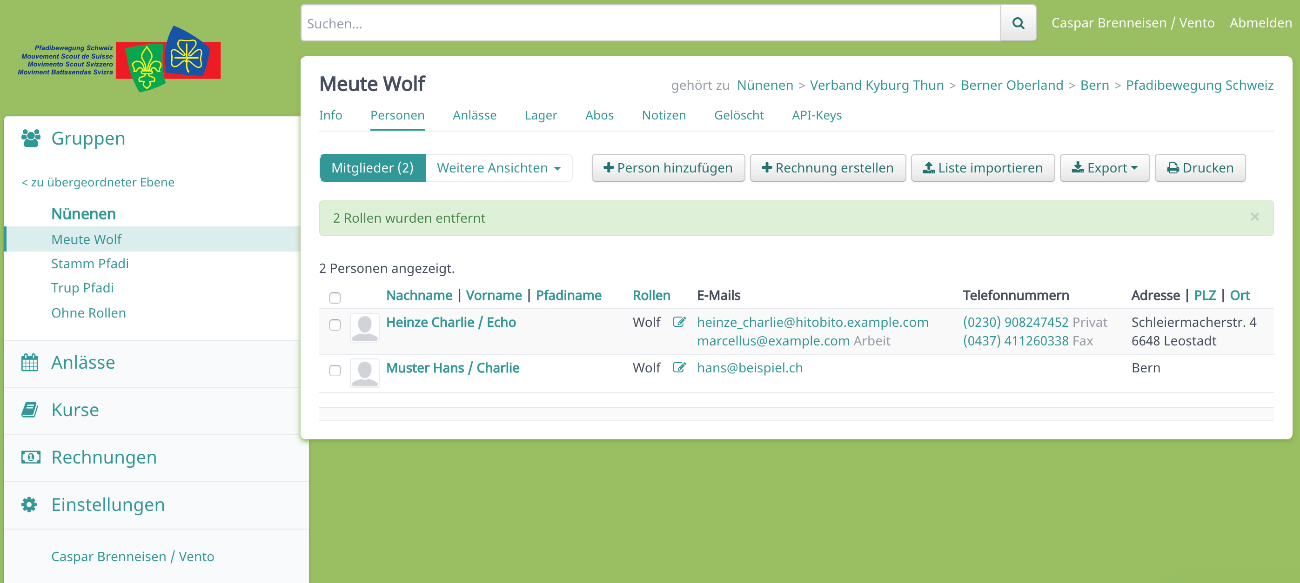 Suchen...
Caspar Brenneisen / Vento Abmelden
Pfadibewegung Schweiz
Mouvement Scout de Suisse
Movimento Scout Svizzero
Moviment Battasendas Svizra
Gruppen
< zu übergeordneter Ebene
Nünenen
Meute Wolf
Stamm Pfadi
Trup Pfadi
Ohne Rollen
Anlässe
Kurse
Rechnungen
Einstellungen
Caspar Brenneisen / Vento
Meute Wolf
gehört zu Nünenen > Verband Kyburg Thun > Berner Oberland > Bern > Pfadibewegung Schweiz
Info Personen Anlässe Lager Abos Notizen Gelöscht API-Keys
Mitglieder (2) Weitere Ansichten Person hinzufügen Rechnung erstellen Liste importieren Export Drucken
2 Rollen wurden entfernt ×
2 Personen angezeigt.
Nachname | Vorname | Pfadiname Rollen E-Mails Telefonnummern Adresse | PLZ | Ort
Heinze Charlie / Echo Wolf heinze_charlie@hitobito.example.com (0230) 908247452 Privat Schleiermacherstr. 4
marcellus@example.com Arbeit (0437) 411260338 Fax 6648 Leostadt
Muster Hans / Charlie Wolf hans@beispiel.ch Bern